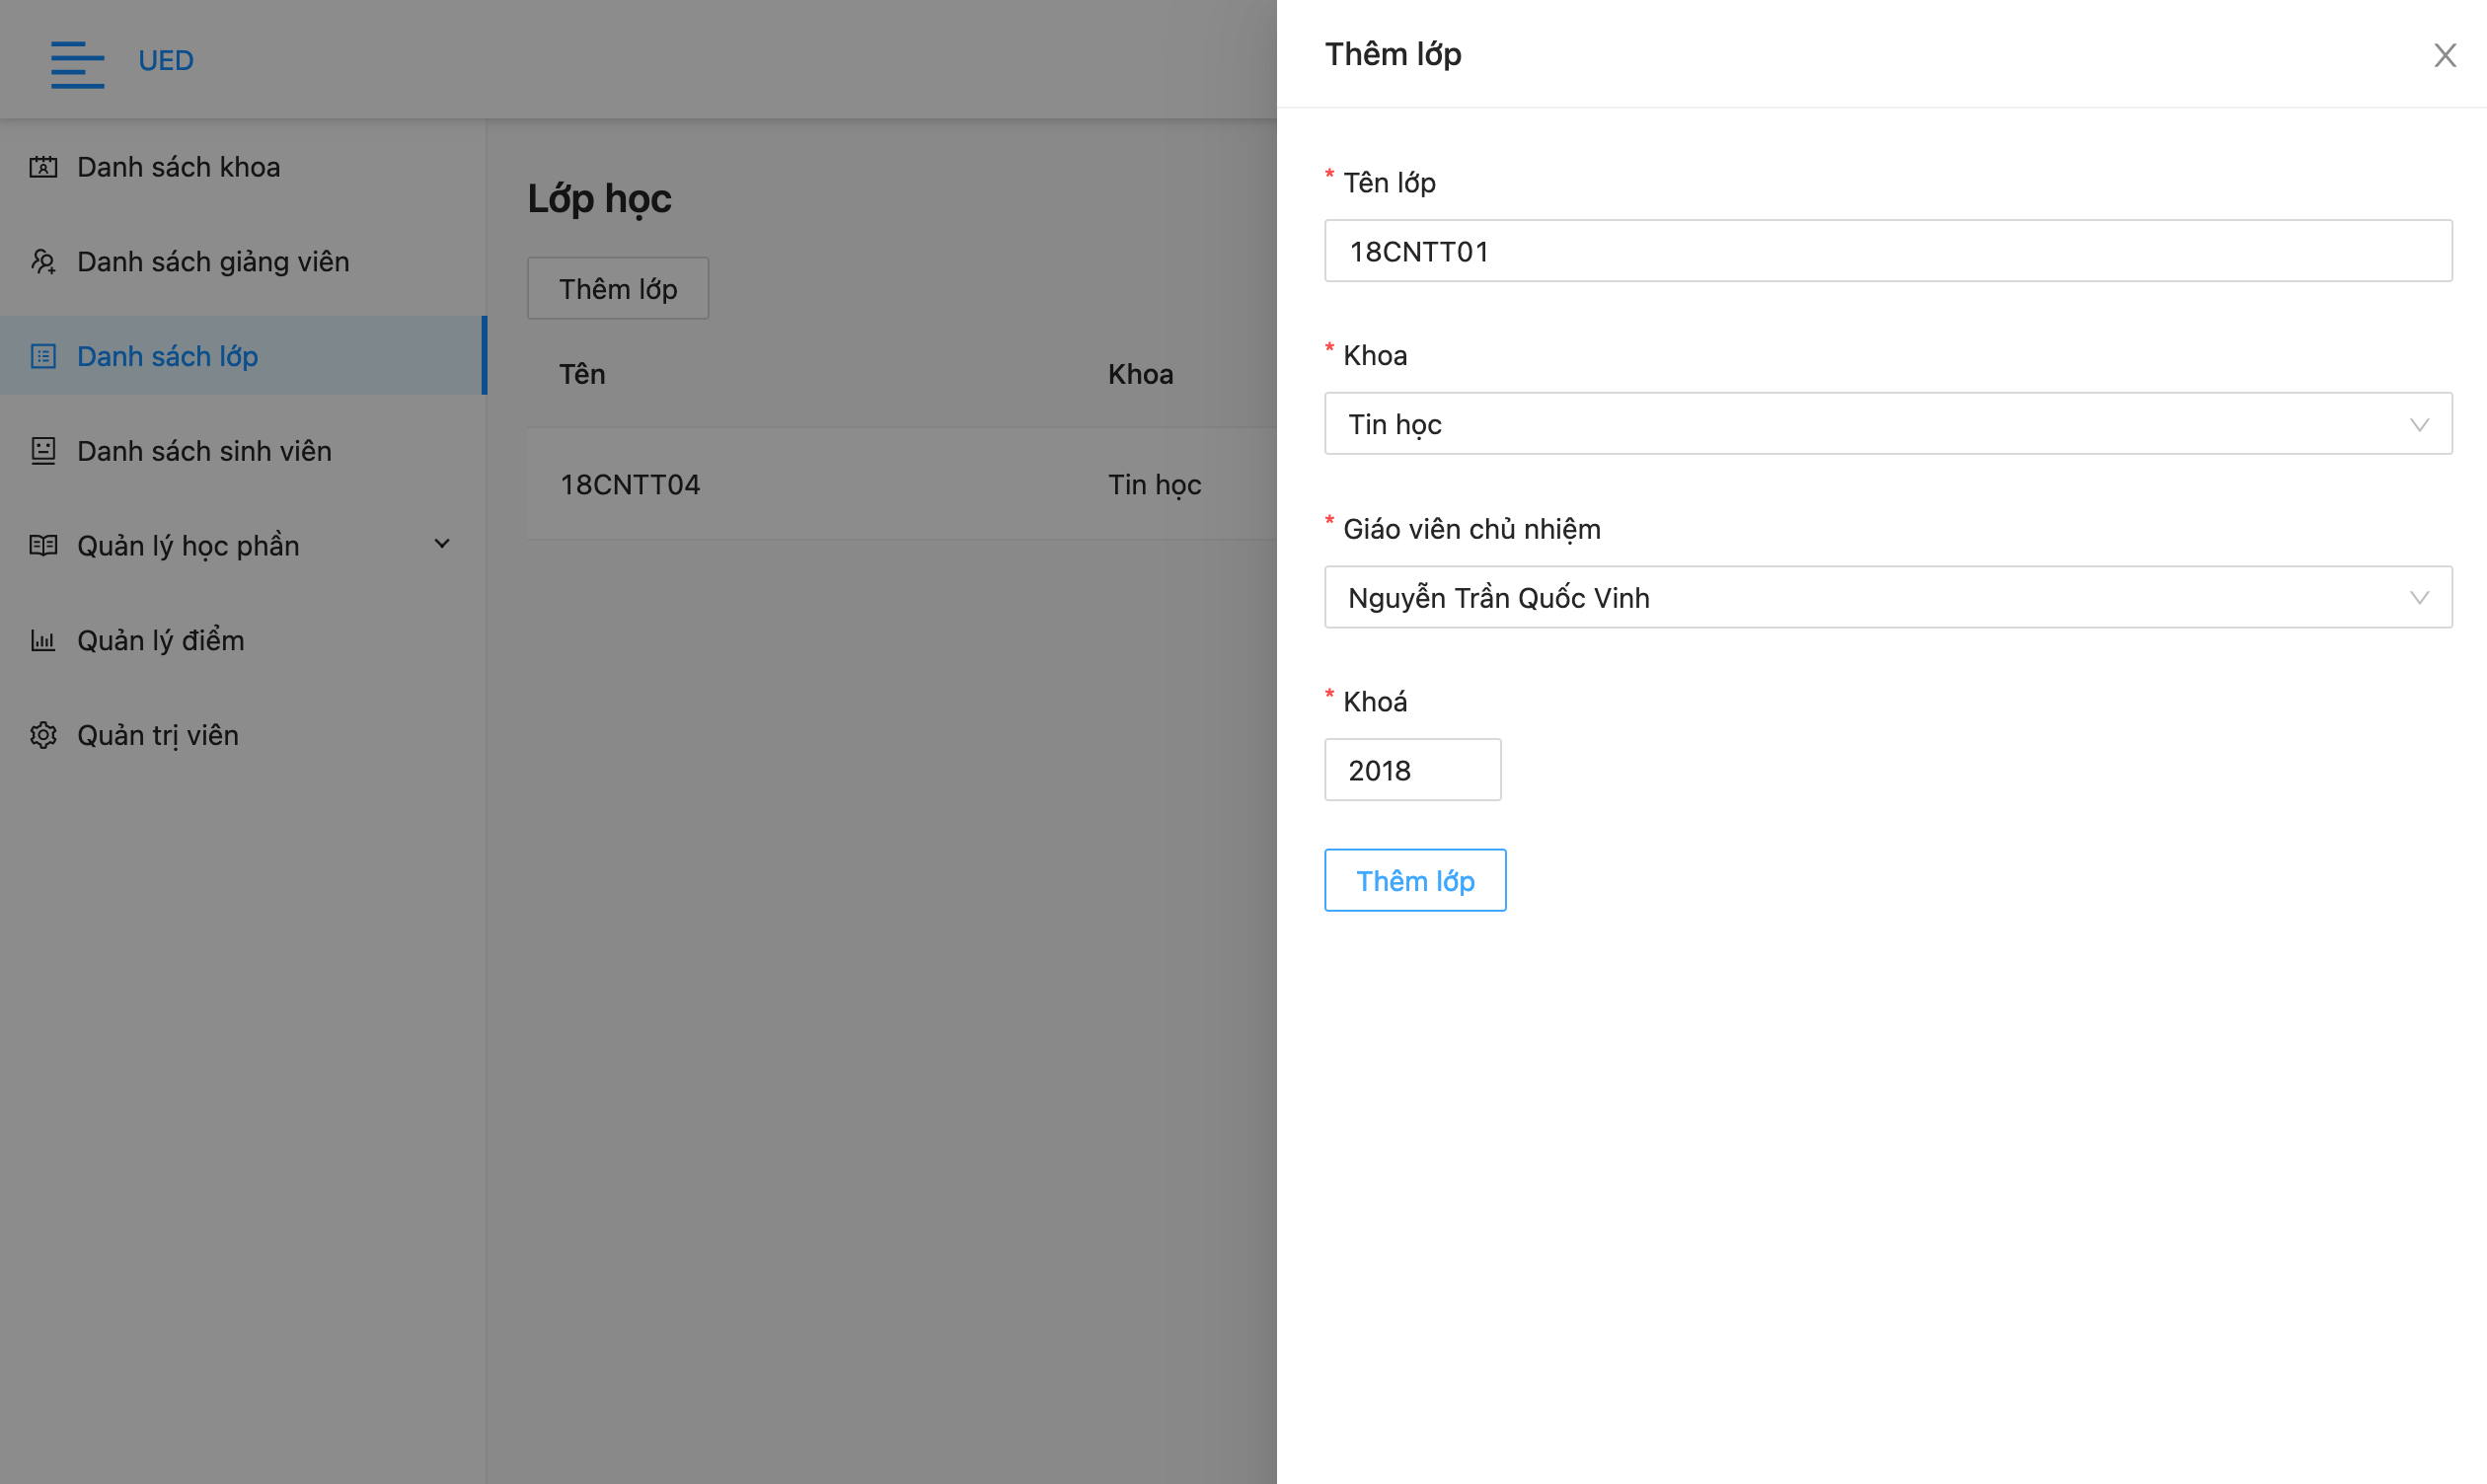 UED
Danh sách khoa
Danh sách giảng viên
Danh sách lớp
Danh sách sinh viên
Quản lý học phần
Quản lý điểm
Quản trị viên
Lớp học
Thêm lớp
Tên Khoa
18CNTT04 Tin học
Thêm lớp
* Tên lớp
18CNTT01
* Khoa
Tin học
* Giáo viên chủ nhiệm
Nguyễn Trần Quốc Vinh
* Khoá
2018
Thêm lớp